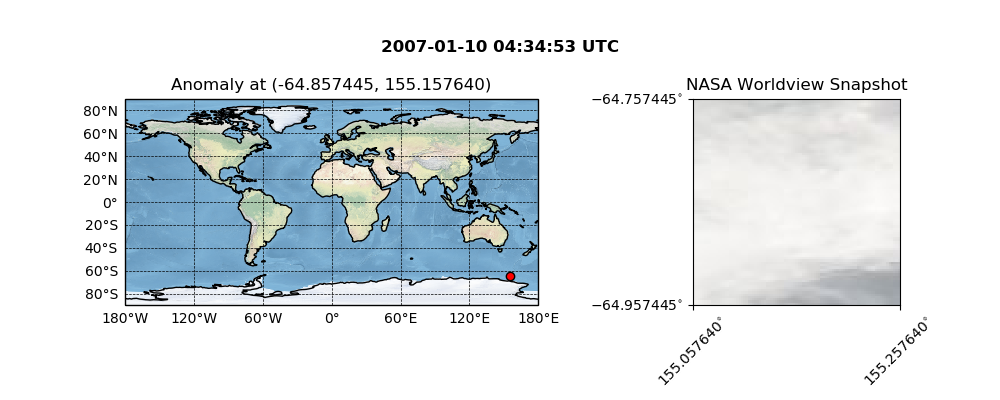 2007-01-10 04:34:53 UTC
Anomaly at (-64.857445, 155.157640)
80°N
60°N
40°N
20°N
0°
20°S
40°S
60°S
80°S
180°W 120°W 60°W 0° 60°E 120°E 180°E
NASA Worldview Snapshot
−64.757445°
−64.957445°
155.057640°
155.257640°